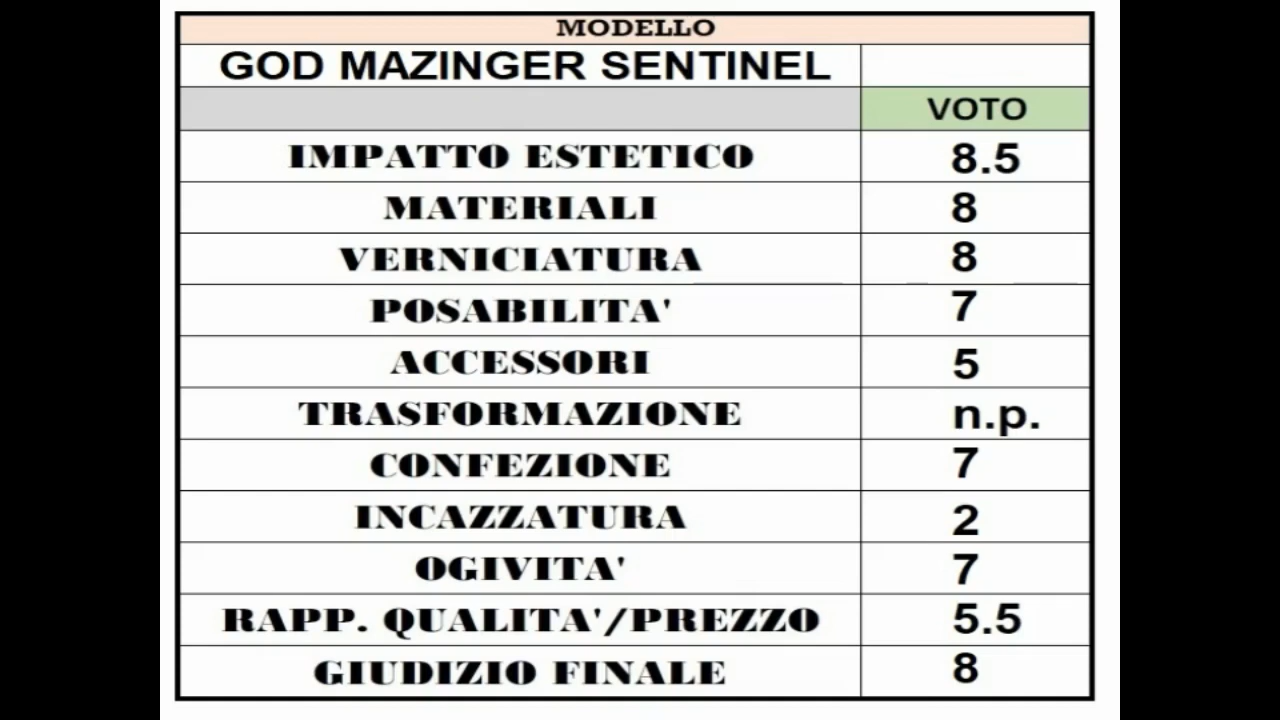 MODELLO
GOD MAZINGER SENTINEL
VOTO
IMPATTO ESTETICO 8.5
MATERIALI 8
VERNICIATURA 8
POSABILITA' 7
ACCESSORI 5
TRASFORMAZIONE n.p.
CONFEZIONE 7
INCAZZATURA 2
OGIVITA' 7
RAPP. QUALITA'/PREZZO 5.5
GIUDIZIO FINALE 8